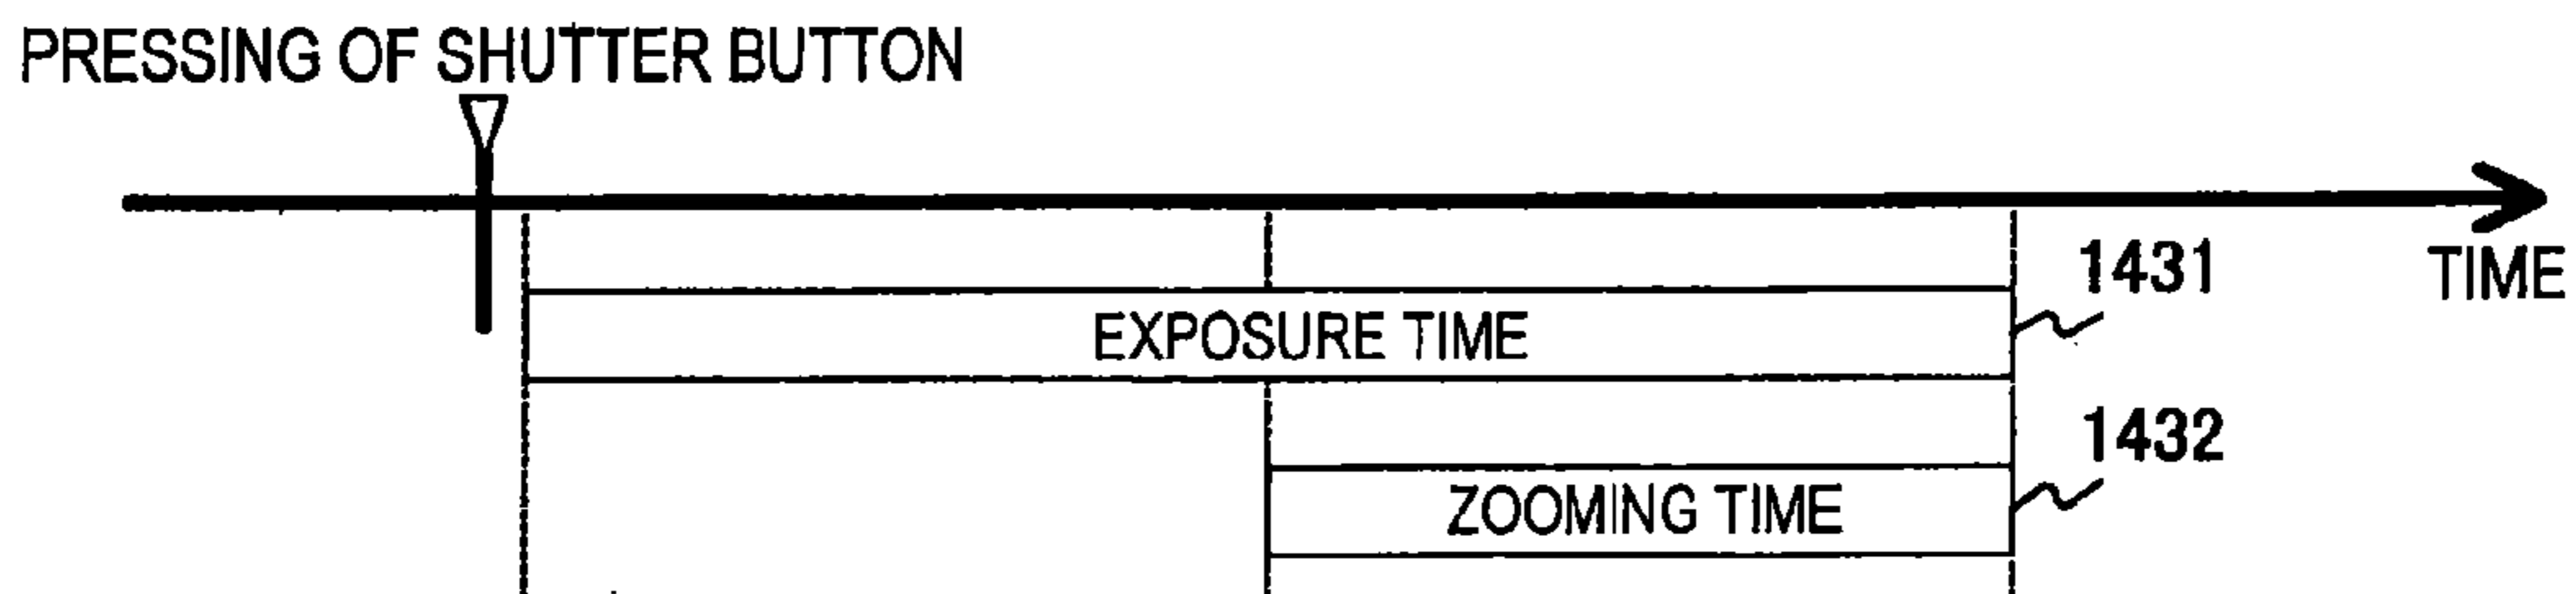 PRESSING OF SHUTTER BUTTON
TIME
1431
EXPOSURE TIME
1432
ZOOMING TIME